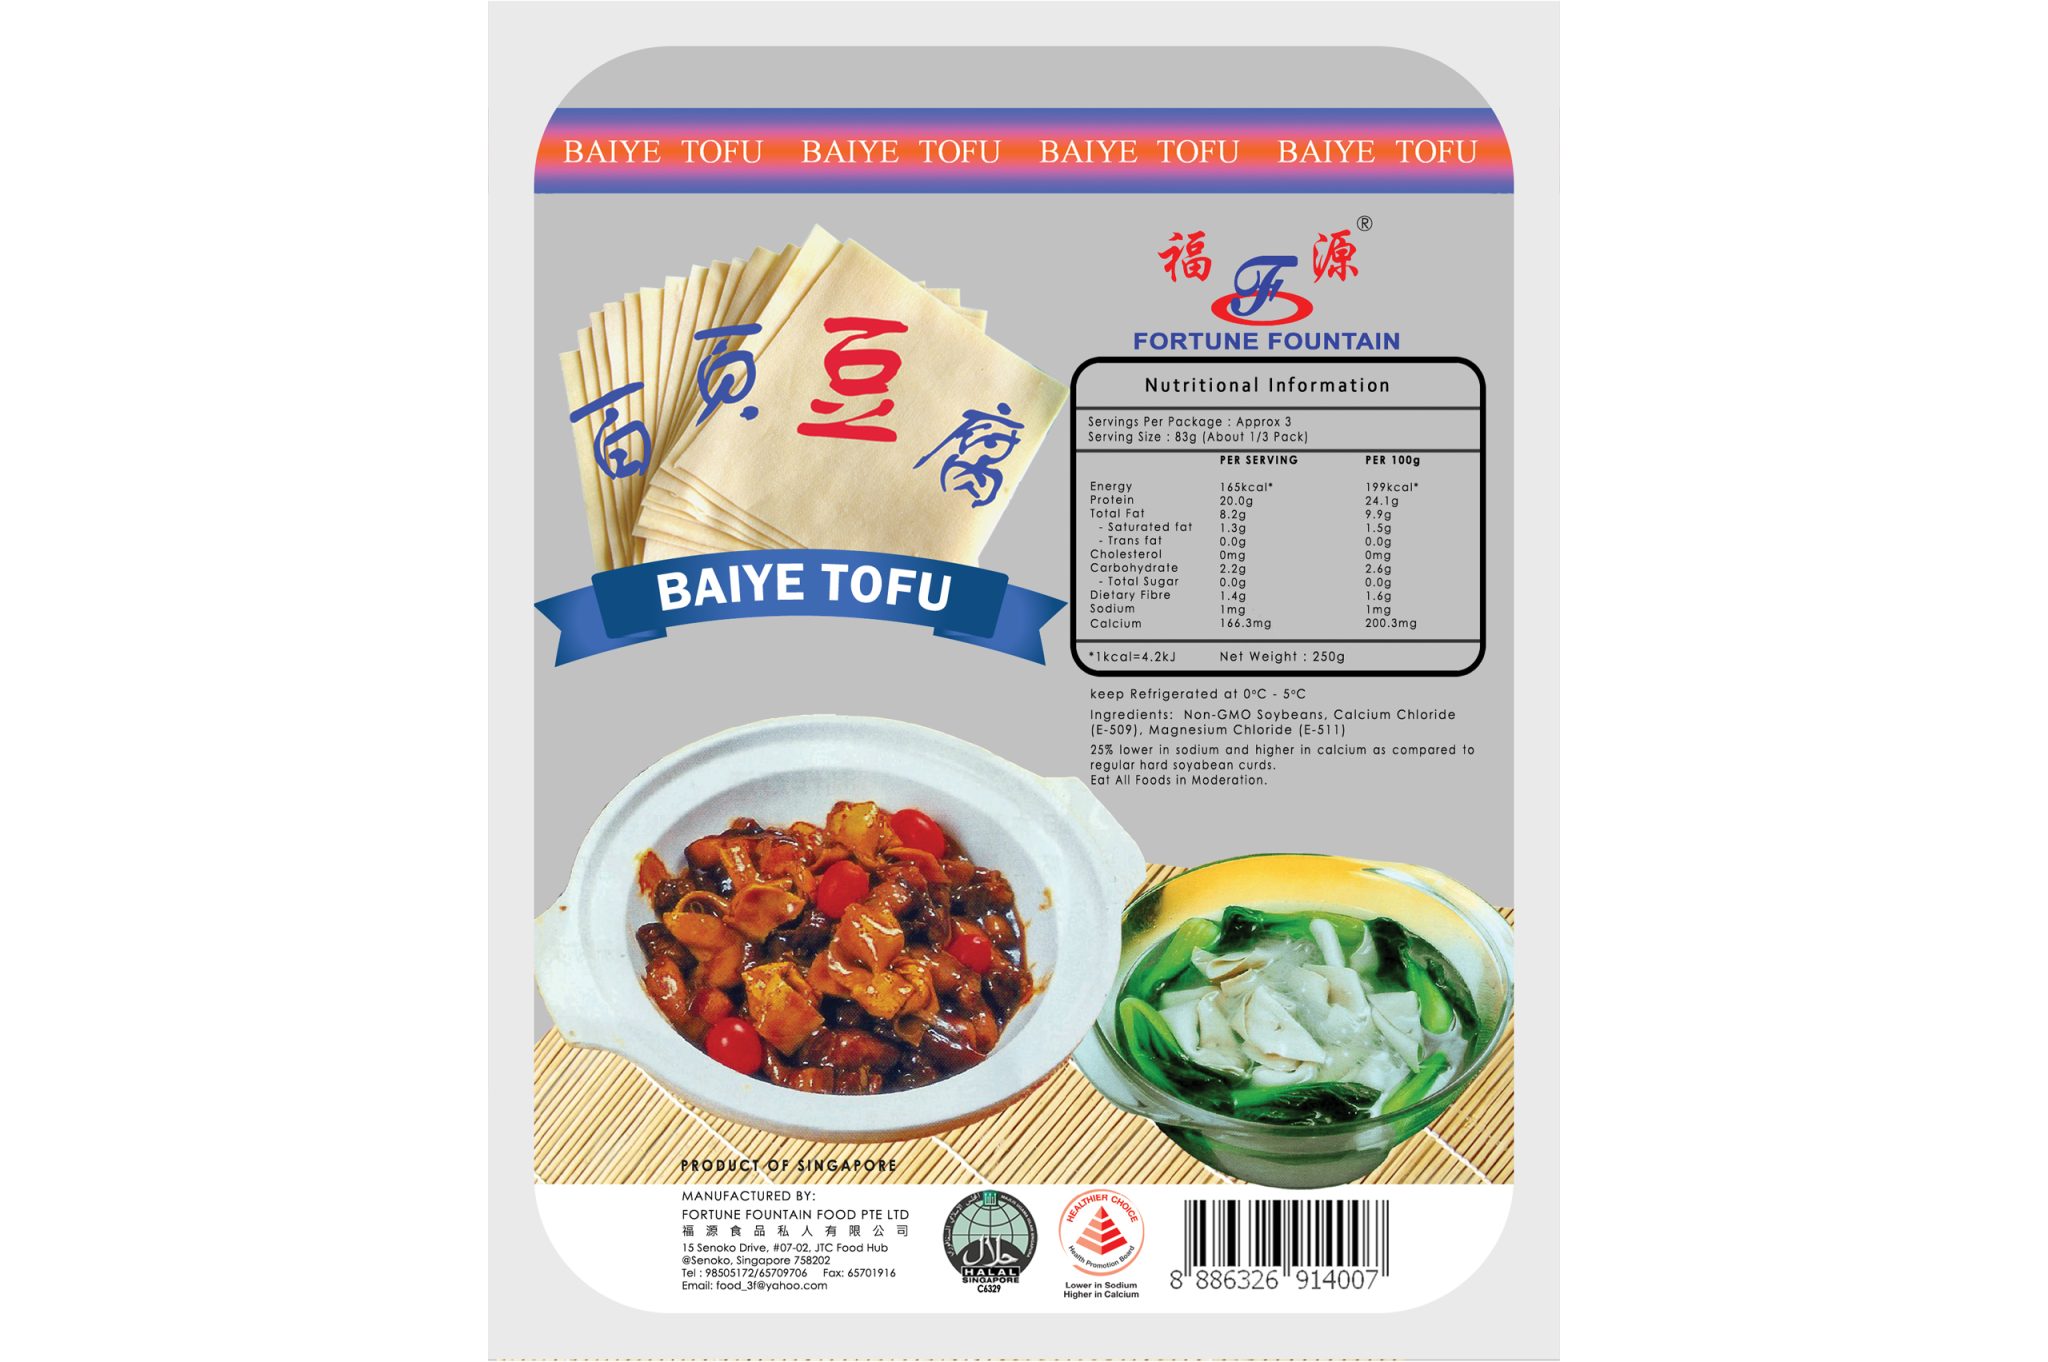 BAIYE TOFU BAIYE TOFU BAIYE TOFU BAIYE TOFU
福 源®
F
FORTUNE FOUNTAIN
百頁豆腐
BAIYE TOFU
Nutritional Information
Servings Per Package : Approx 3
Serving Size : 83g (About 1/3 Pack)
PER SERVING PER 100g
Energy 165kcal* 199kcal*
Protein 20.0g 24.1g
Total Fat 8.2g 9.9g
- Saturated fat 1.3g 1.5g
- Trans fat 0.0g 0.0g
Cholesterol 0mg 0mg
Carbohydrate 2.2g 2.6g
- Total Sugar 0.0g 0.0g
Dietary Fibre 1.4g 1.6g
Sodium 1mg 1mg
Calcium 166.3mg 200.3mg
*1kcal=4.2kJ Net Weight : 250g
keep Refrigerated at 0°C - 5°C
Ingredients: Non-GMO Soybeans, Calcium Chloride
(E-509), Magnesium Chloride (E-511)
25% lower in sodium and higher in calcium as compared to
regular hard soyabean curds.
Eat All Foods in Moderation.
PRODUCT OF SINGAPORE
MANUFACTURED BY:
FORTUNE FOUNTAIN FOOD PTE LTD
福源食品私人有限公司
15 Senoko Drive, #07-02, JTC Food Hub
@Senoko, Singapore 758202
Tel : 98505172/65709706 Fax: 65701916
Email: food_3f@yahoo.com
حلال
HALAL
SINGAPORE
C6329
HEALTHIER CHOICE
Health Promotion Board
Lower in Sodium
Higher in Calcium
8 886326 914007